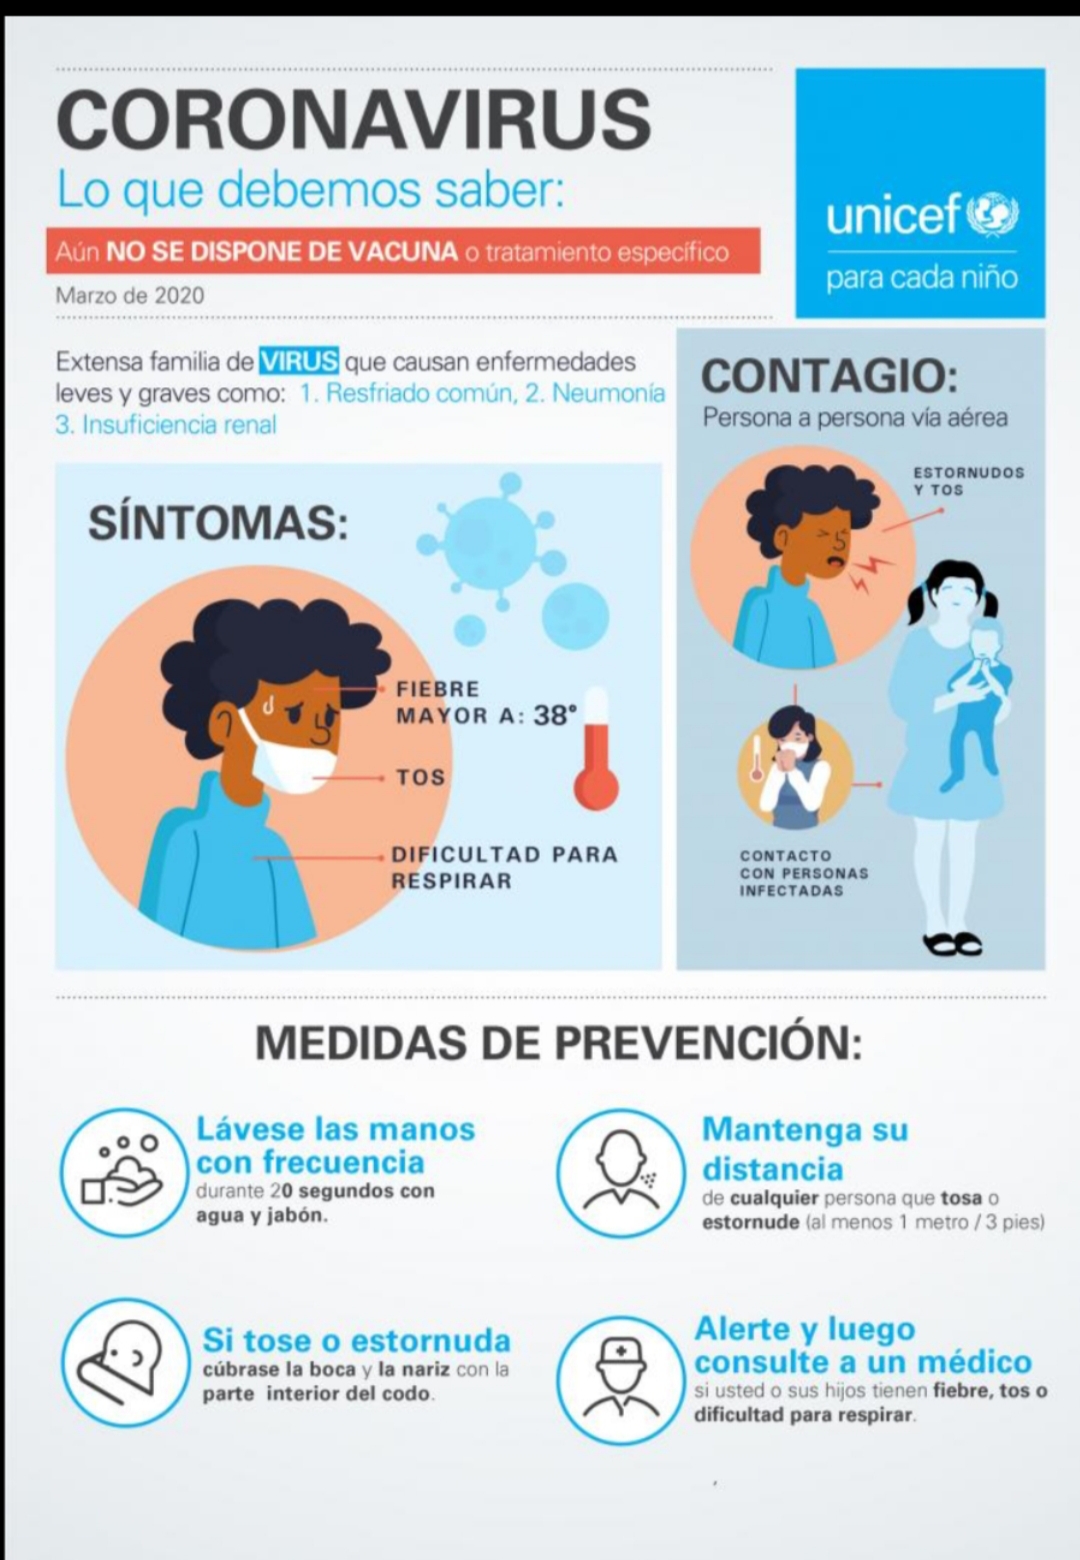 CORONAVIRUS
Lo que debemos saber:
Aún NO SE DISPONE DE VACUNA o tratamiento específico
Marzo de 2020
unicef
para cada niño
Extensa familia de VIRUS que causan enfermedades
leves y graves como: 1. Resfriado común, 2. Neumonía
3. Insuficiencia renal
SÍNTOMAS:
FIEBRE
MAYOR A: 38°
TOS
DIFICULTAD PARA
RESPIRAR
CONTAGIO:
Persona a persona vía aérea
ESTORNUDOS
Y TOS
CONTACTO
CON PERSONAS
INFECTADAS
MEDIDAS DE PREVENCIÓN:
Lávese las manos
con frecuencia
durante 20 segundos con
agua y jabón.
Mantenga su
distancia
de cualquier persona que tosa o
estornude (al menos 1 metro / 3 pies)
Si tose o estornuda
cúbrase la boca y la nariz con la
parte interior del codo.
Alerte y luego
consulte a un médico
si usted o sus hijos tienen fiebre, tos o
dificultad para respirar.